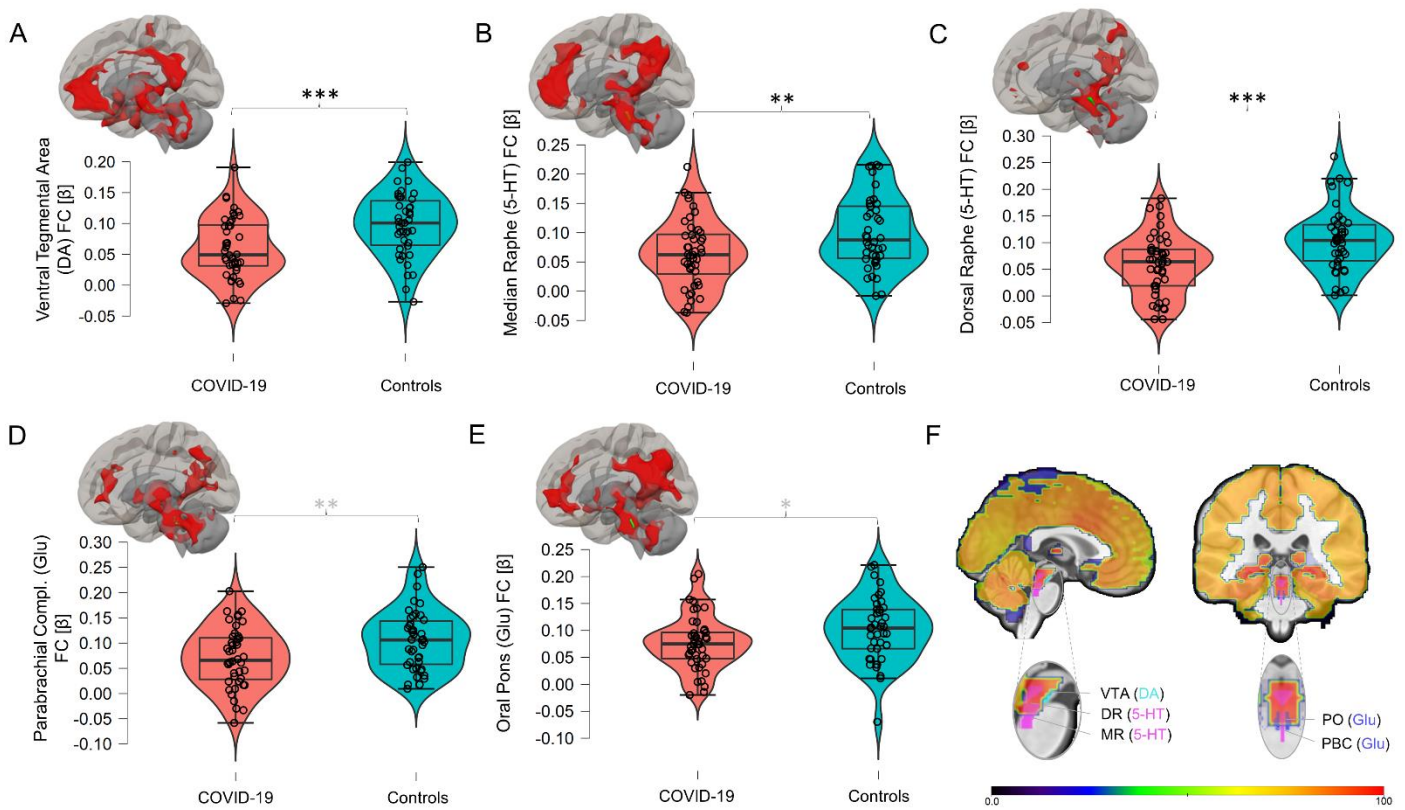 A
***
Ventral Tegmental Area
(DA) FC [β]
0.20
0.15
0.10
0.05
0.00
-0.05
COVID-19
Controls
B
**
Median Raphe (5-HT) FC [β]
0.25
0.20
0.15
0.10
0.05
0.00
-0.05
COVID-19
Controls
C
***
Dorsal Raphe (5-HT) FC [β]
0.30
0.25
0.20
0.15
0.10
0.05
0.00
-0.05
COVID-19
Controls
D
**
Parabrachial Compl. (Glu)
FC [β]
0.30
0.25
0.20
0.15
0.10
0.05
0.00
-0.05
-0.10
COVID-19
Controls
E
*
Oral Pons (Glu) FC [β]
0.25
0.20
0.15
0.10
0.05
0.00
-0.05
-0.10
COVID-19
Controls
F
VTA (DA)
DR (5-HT)
MR (5-HT)
PO (Glu)
PBC (Glu)
0.0
100